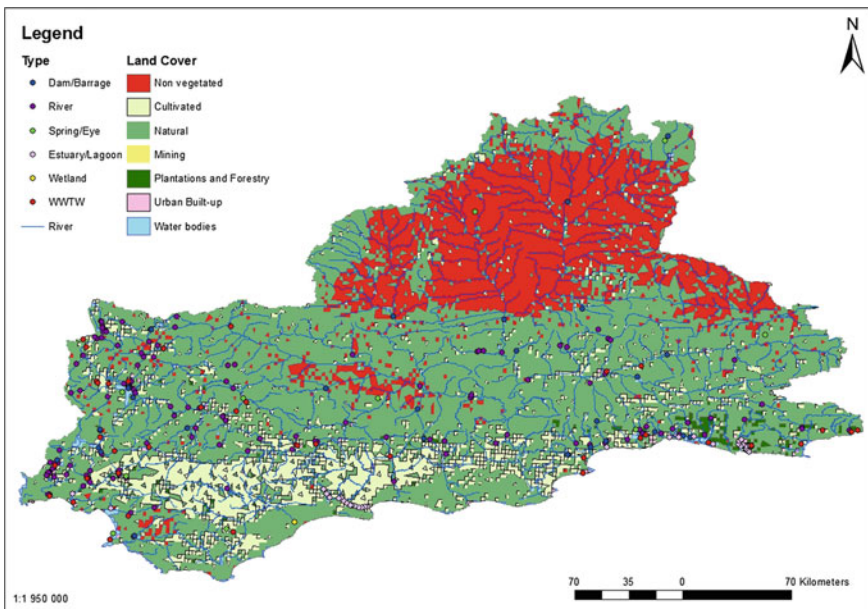 Legend
N
Type
Land Cover
Dam/Barrage
Non vegetated
River
Cultivated
Spring/Eye
Natural
Estuary/Lagoon
Mining
Wetland
Plantations and Forestry
WWTW
Urban Built-up
River
Water bodies
1:1 950 000
70 35 0 70 Kilometers